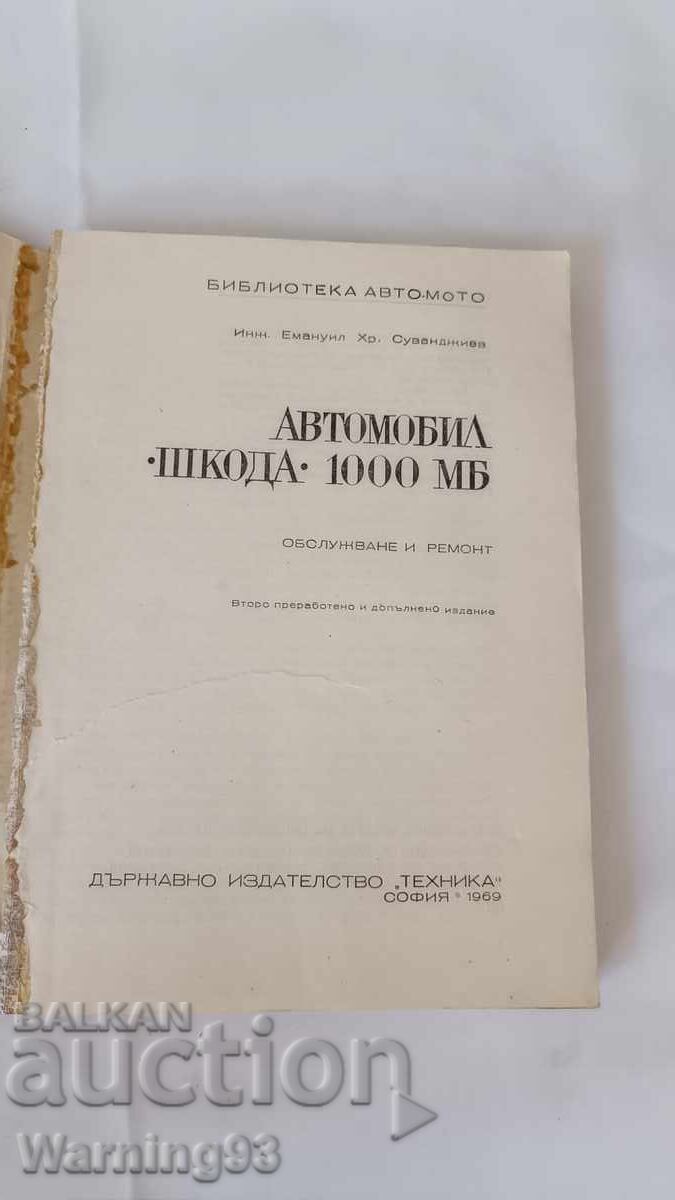 БИБЛИОТЕКА АВТО-МОТО
Инж. Емануил Хр. Суванджиев
АВТОМОБИЛ
•ШКОДА• 1000 МБ
ОБСЛУЖВАНЕ И РЕМОНТ
Второ преработено и допълнено издание
ДЪРЖАВНО ИЗДАТЕЛСТВО „ТЕХНИКА“
СОФИЯ • 1969
BALKAN
auction
Warning93